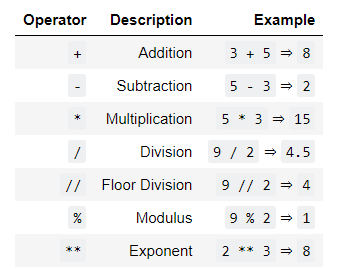 Operator Description Example
+ Addition 3 + 5 ⇒ 8
- Subtraction 5 - 3 ⇒ 2
* Multiplication 5 * 3 ⇒ 15
/ Division 9 / 2 ⇒ 4.5
// Floor Division 9 // 2 ⇒ 4
% Modulus 9 % 2 ⇒ 1
** Exponent 2 ** 3 ⇒ 8